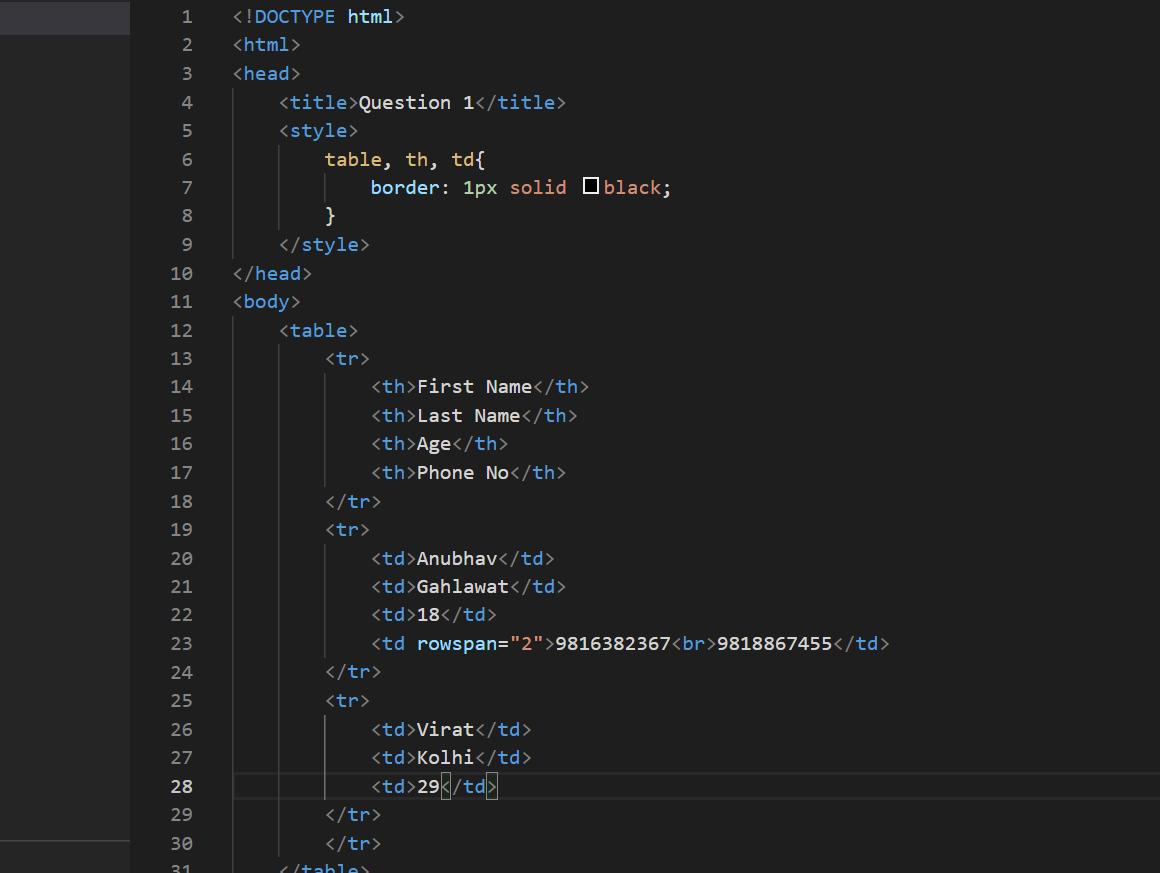 1 <!DOCTYPE html>
2 <html>
3 <head>
4 <title>Question 1</title>
5 <style>
6 table, th, td{
7 border: 1px solid black;
8 }
9 </style>
10 </head>
11 <body>
12 <table>
13 <tr>
14 <th>First Name</th>
15 <th>Last Name</th>
16 <th>Age</th>
17 <th>Phone No</th>
18 </tr>
19 <tr>
20 <td>Anubhav</td>
21 <td>Gahlawat</td>
22 <td>18</td>
23 <td rowspan="2">9816382367<br>9818867455</td>
24 </tr>
25 <tr>
26 <td>Virat</td>
27 <td>Kolhi</td>
28 <td>29</td>
29 </tr>
30 </tr>
31 </table>